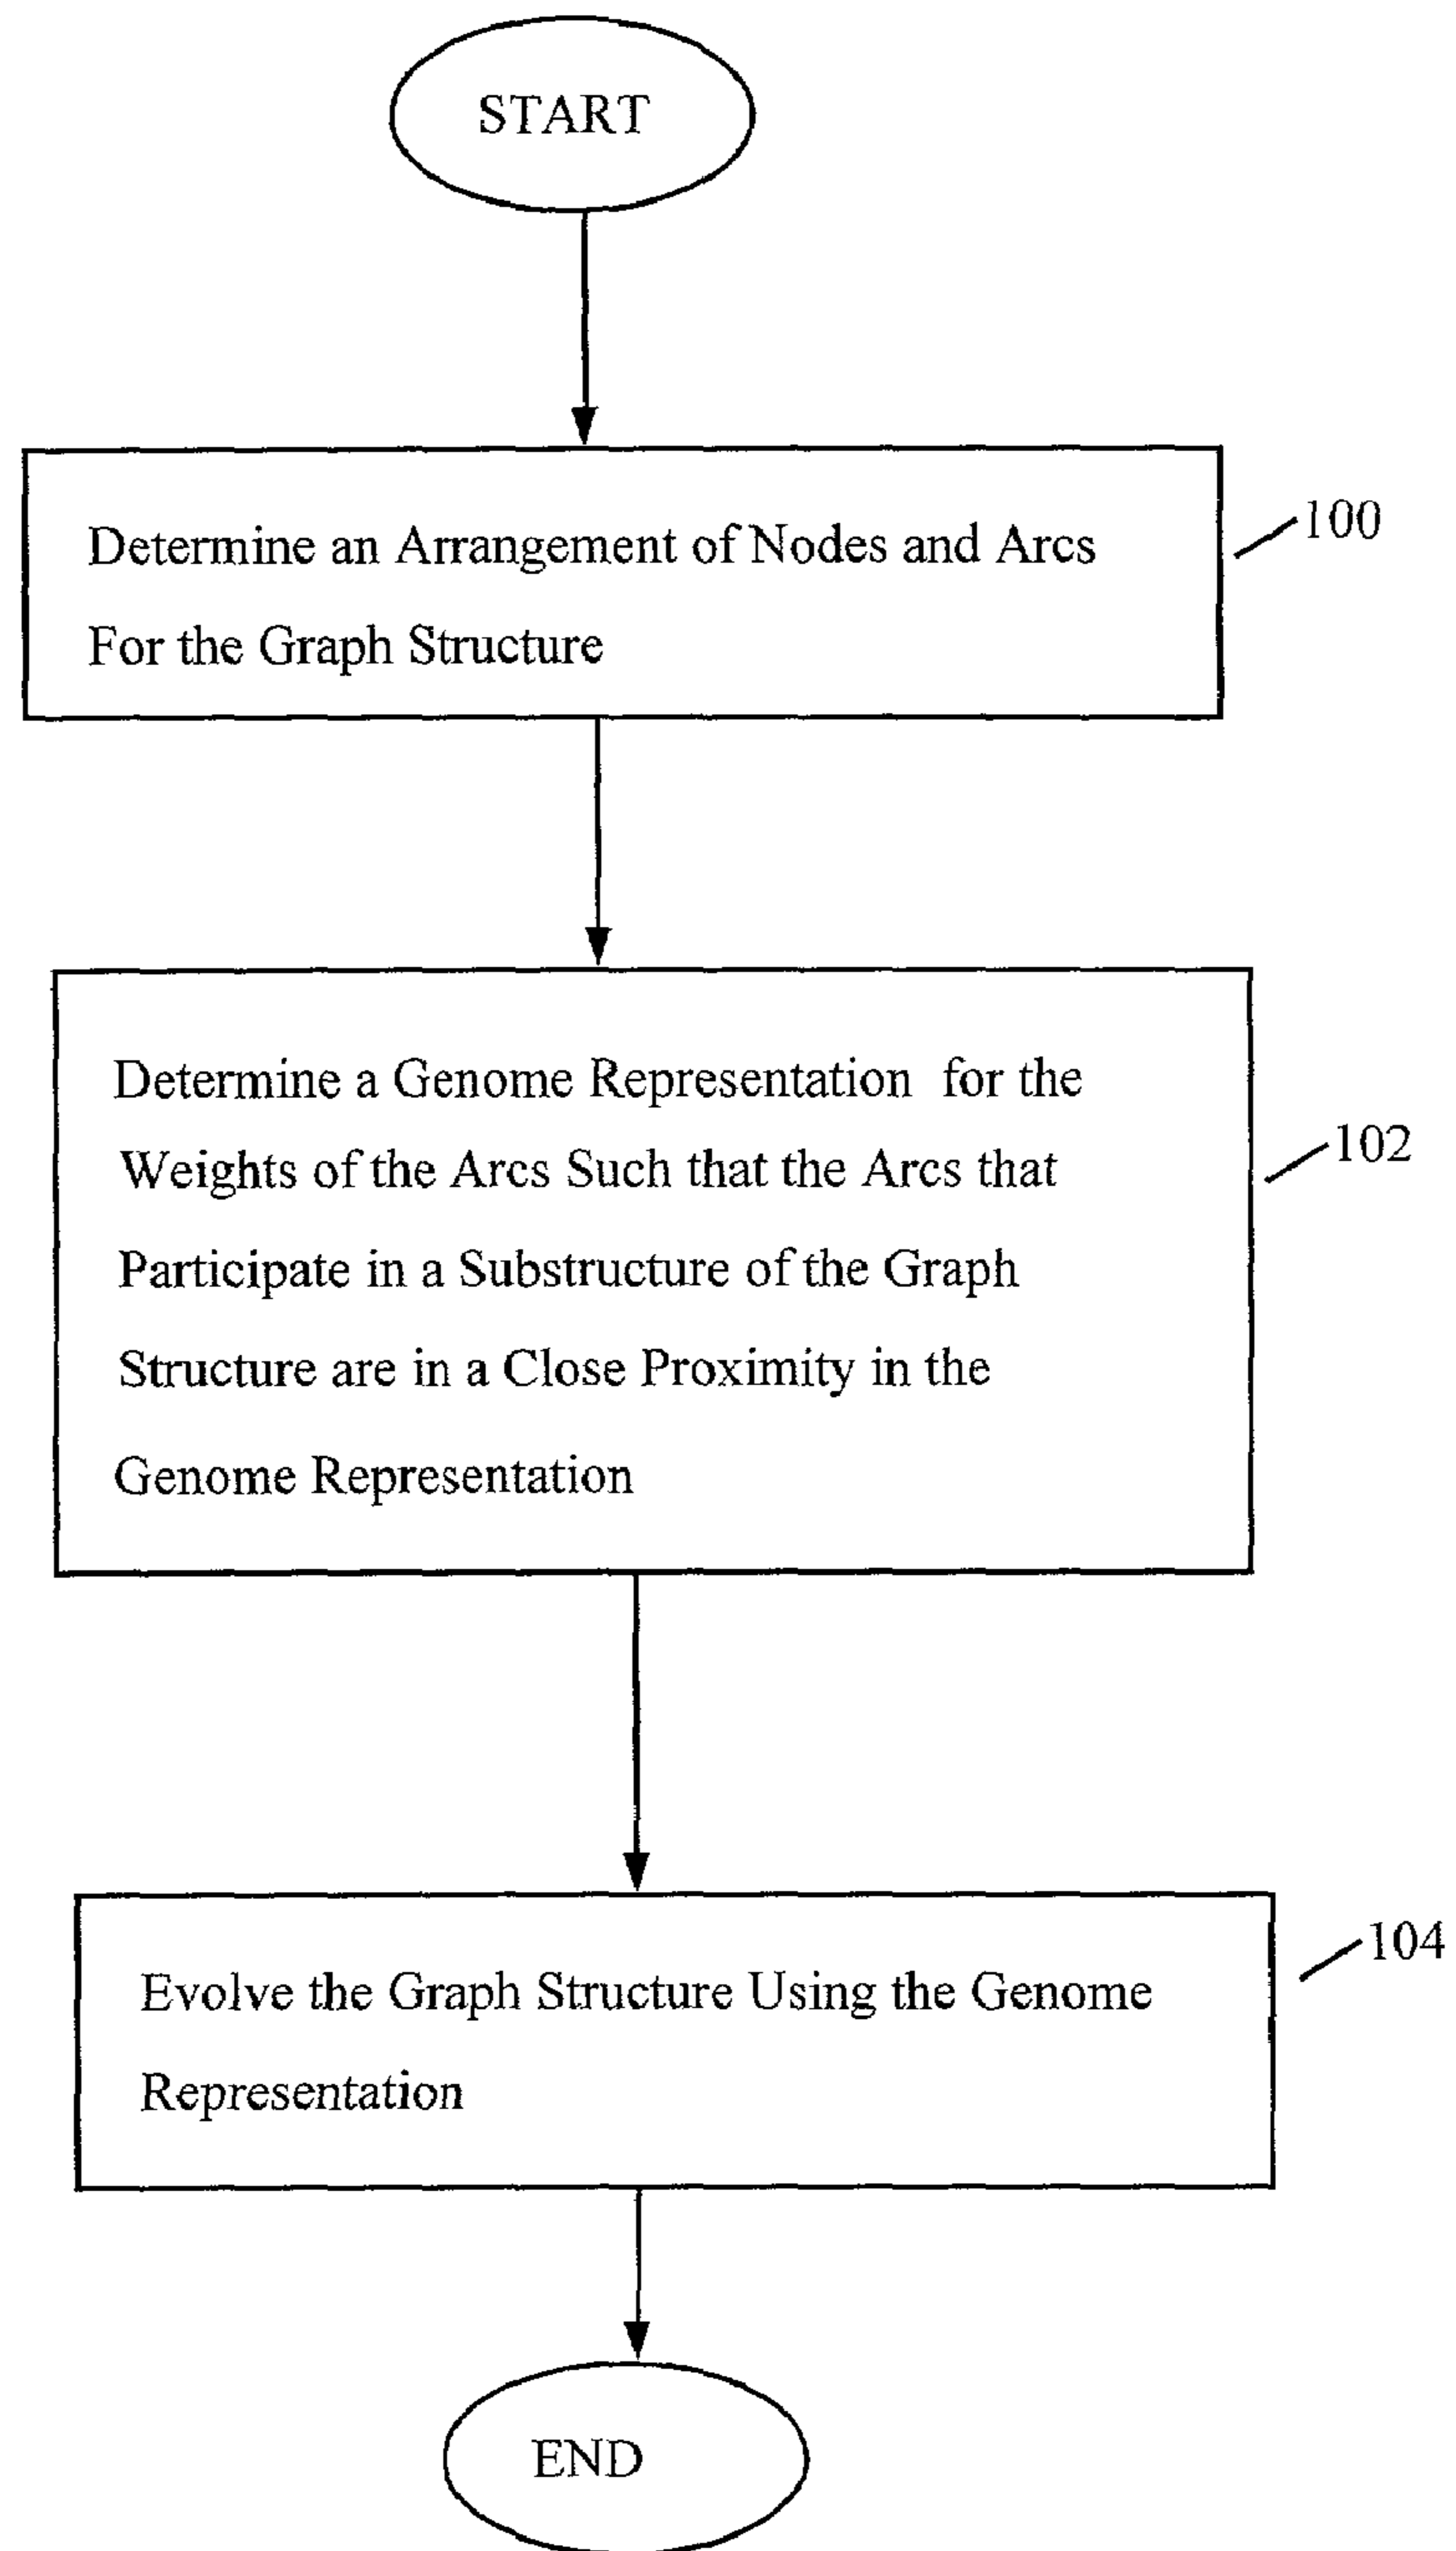 START
Determine an Arrangement of Nodes and Arcs
For the Graph Structure
100
Determine a Genome Representation for the
Weights of the Arcs Such that the Arcs that
Participate in a Substructure of the Graph
Structure are in a Close Proximity in the
Genome Representation
102
Evolve the Graph Structure Using the Genome
Representation
104
END